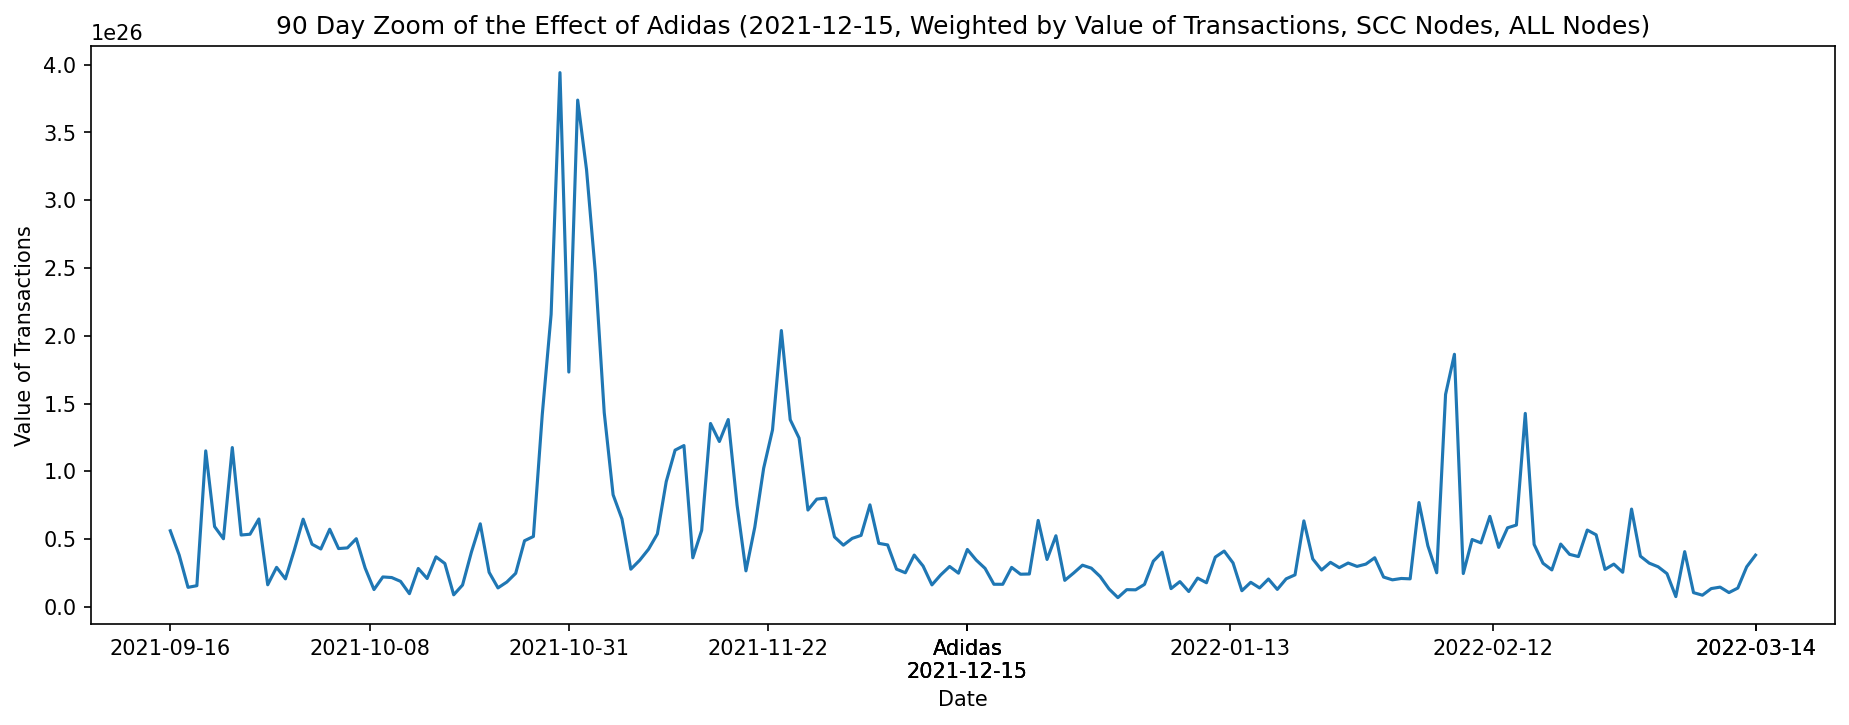 90 Day Zoom of the Effect of Adidas (2021-12-15, Weighted by Value of Transactions, SCC Nodes, ALL Nodes)
1e26
4.0
3.5
3.0
2.5
2.0
1.5
1.0
0.5
0.0
Value of Transactions
2021-09-16 2021-10-08 2021-10-31 2021-11-22 Adidas 2022-01-13 2022-02-12 2022-03-14
2021-12-15
Date